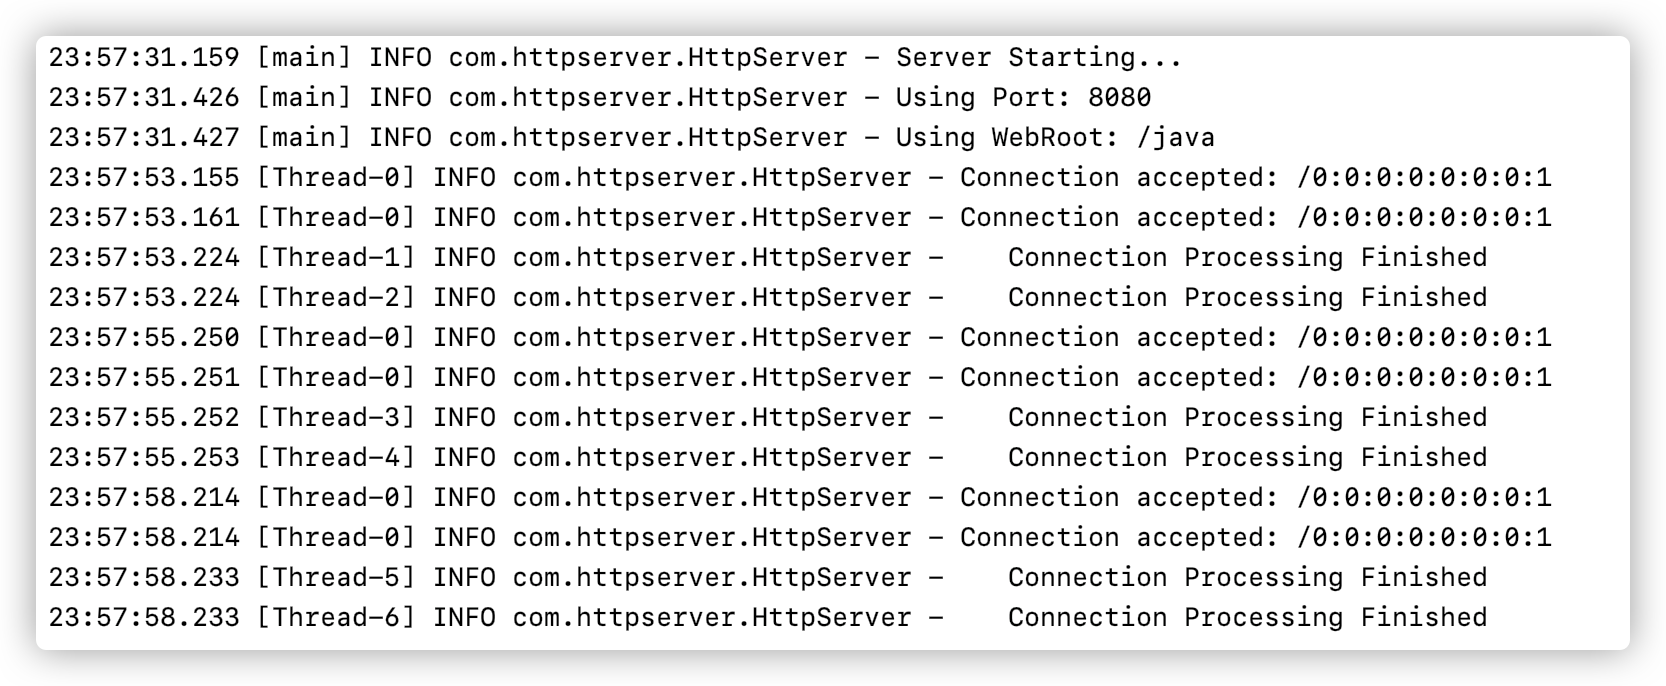 23:57:31.159 [main] INFO com.httpserver.HttpServer – Server Starting...
23:57:31.426 [main] INFO com.httpserver.HttpServer – Using Port: 8080
23:57:31.427 [main] INFO com.httpserver.HttpServer – Using WebRoot: /java
23:57:53.155 [Thread–0] INFO com.httpserver.HttpServer – Connection accepted: /0:0:0:0:0:0:0:1
23:57:53.161 [Thread–0] INFO com.httpserver.HttpServer – Connection accepted: /0:0:0:0:0:0:0:1
23:57:53.224 [Thread–1] INFO com.httpserver.HttpServer –    Connection Processing Finished
23:57:53.224 [Thread–2] INFO com.httpserver.HttpServer –    Connection Processing Finished
23:57:55.250 [Thread–0] INFO com.httpserver.HttpServer – Connection accepted: /0:0:0:0:0:0:0:1
23:57:55.251 [Thread–0] INFO com.httpserver.HttpServer – Connection accepted: /0:0:0:0:0:0:0:1
23:57:55.252 [Thread–3] INFO com.httpserver.HttpServer –    Connection Processing Finished
23:57:55.253 [Thread–4] INFO com.httpserver.HttpServer –    Connection Processing Finished
23:57:58.214 [Thread–0] INFO com.httpserver.HttpServer – Connection accepted: /0:0:0:0:0:0:0:1
23:57:58.214 [Thread–0] INFO com.httpserver.HttpServer – Connection accepted: /0:0:0:0:0:0:0:1
23:57:58.233 [Thread–5] INFO com.httpserver.HttpServer –    Connection Processing Finished
23:57:58.233 [Thread–6] INFO com.httpserver.HttpServer –    Connection Processing Finished